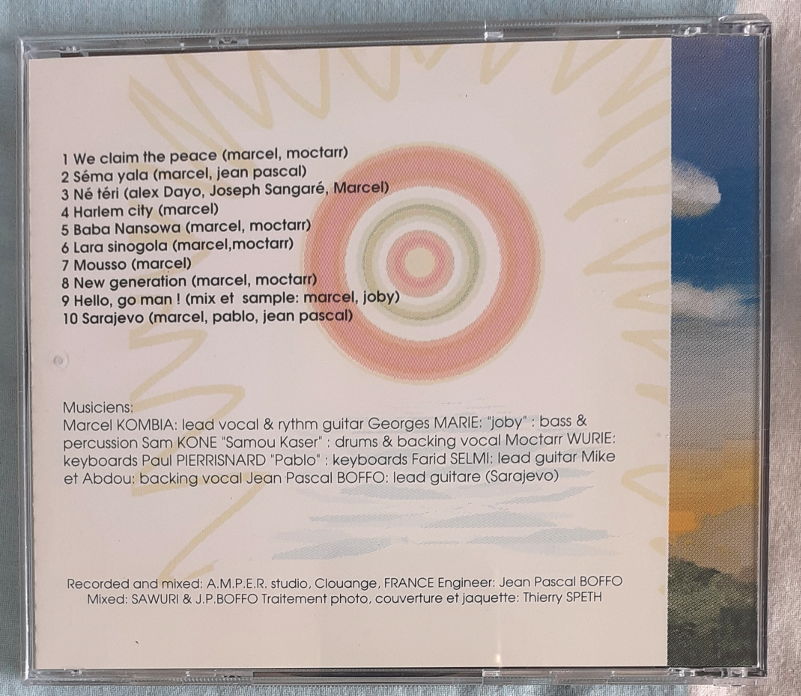 1 We claim the peace (marcel, moctarr)
2 Séma yala (marcel, jean pascal)
3 Né téri (alex Dayo, Joseph Sangaré, Marcel)
4 Harlem city (marcel)
5 Baba Nansowa (marcel, moctarr)
6 Lara sinogola (marcel,moctarr)
7 Mousso (marcel)
8 New generation (marcel, moctarr)
9 Hello, go man ! (mix et sample: marcel, joby)
10 Sarajevo (marcel, pablo, jean pascal)
Musiciens:
Marcel KOMBIA: lead vocal & rythm guitar Georges MARIE: "joby" : bass &
percussion Sam KONE "Samou Kaser" : drums & backing vocal Moctarr WURIE:
keyboards Paul PIERRISNARD "Pablo" : keyboards Farid SELMI: lead guitar Mike
et Abdou: backing vocal Jean Pascal BOFFO: lead guitare (Sarajevo)
Recorded and mixed: A.M.P.E.R. studio, Clouange, FRANCE Engineer: Jean Pascal BOFFO
Mixed: SAWURI & J.P.BOFFO Traitement photo, couverture et jaquette: Thierry SPETH